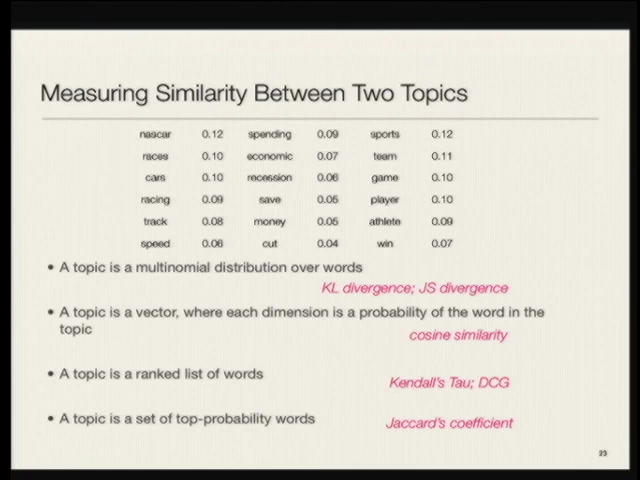 Measuring Similarity Between Two Topics
nascar 0.12 spending 0.09 sports 0.12
races 0.10 economic 0.07 team 0.11
cars 0.10 recession 0.06 game 0.10
racing 0.09 save 0.05 player 0.10
track 0.08 money 0.05 athlete 0.09
speed 0.06 cut 0.04 win 0.07
• A topic is a multinomial distribution over words
KL divergence; JS divergence
• A topic is a vector, where each dimension is a probability of the word in the
topic
cosine similarity
• A topic is a ranked list of words
Kendall's Tau; DCG
• A topic is a set of top-probability words
Jaccard's coefficient
23